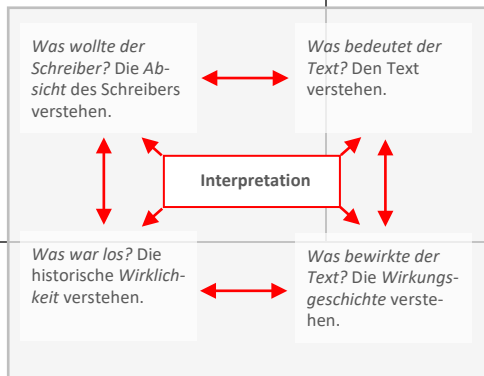 Was wollte der
Schreiber? Die Ab-
sicht des Schreibers
verstehen.
Was bedeutet der
Text? Den Text
verstehen.
Interpretation
Was war los? Die
historische Wirklich-
keit verstehen.
Was bewirkte der
Text? Die Wirkungs-
geschichte verste-
hen.